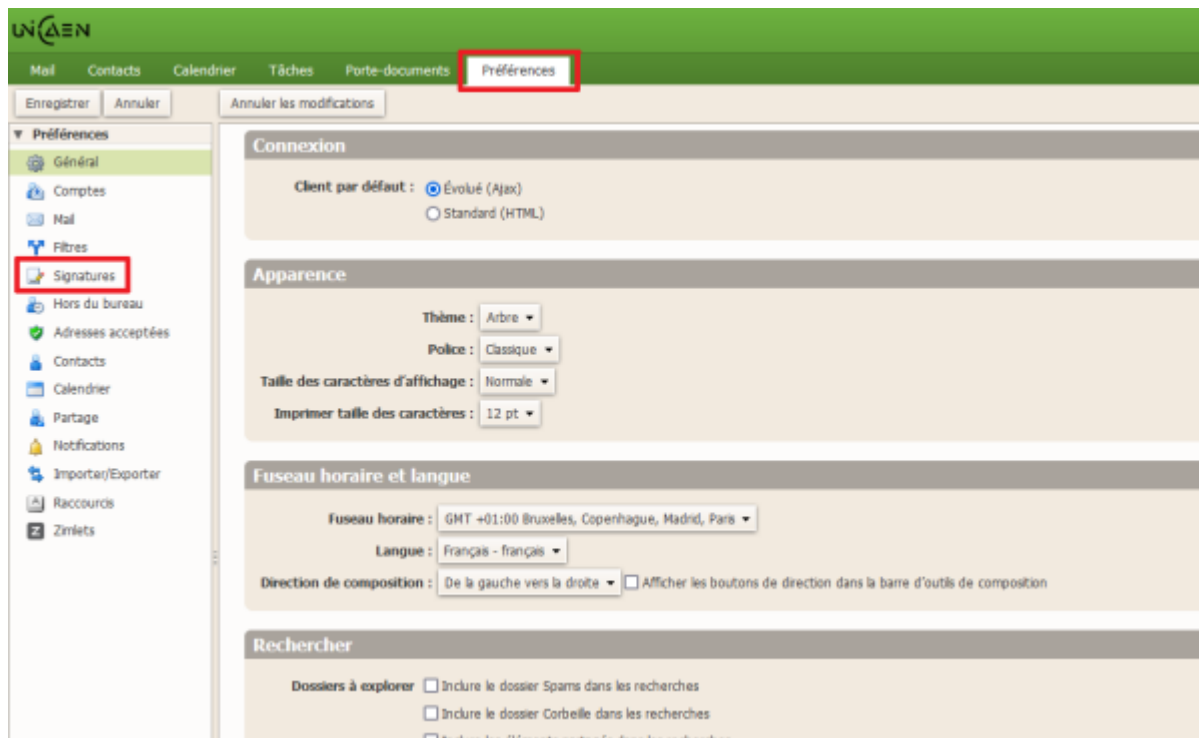 UNICAEN
Mail Contacts Calendrier Tâches Porte-documents Préférences
Enregistrer Annuler Annuler les modifications
Préférences
Général
Comptes
Mail
Filtres
Signatures
Hors du bureau
Adresses acceptées
Contacts
Calendrier
Partage
Notifications
Importer/Exporter
Raccourcis
Zimlets
Connexion
Client par défaut : Évolué (Ajax)
Standard (HTML)
Apparence
Thème : Arbre
Police : Classique
Taille des caractères d'affichage : Normale
Imprimer taille des caractères : 12 pt
Fuseau horaire et langue
Fuseau horaire : GMT +01:00 Bruxelles, Copenhague, Madrid, Paris
Langue : Français - français
Direction de composition : De la gauche vers la droite Afficher les boutons de direction dans la barre d'outils de composition
Rechercher
Dossiers à explorer Inclure le dossier Spams dans les recherches
Inclure le dossier Corbeille dans les recherches